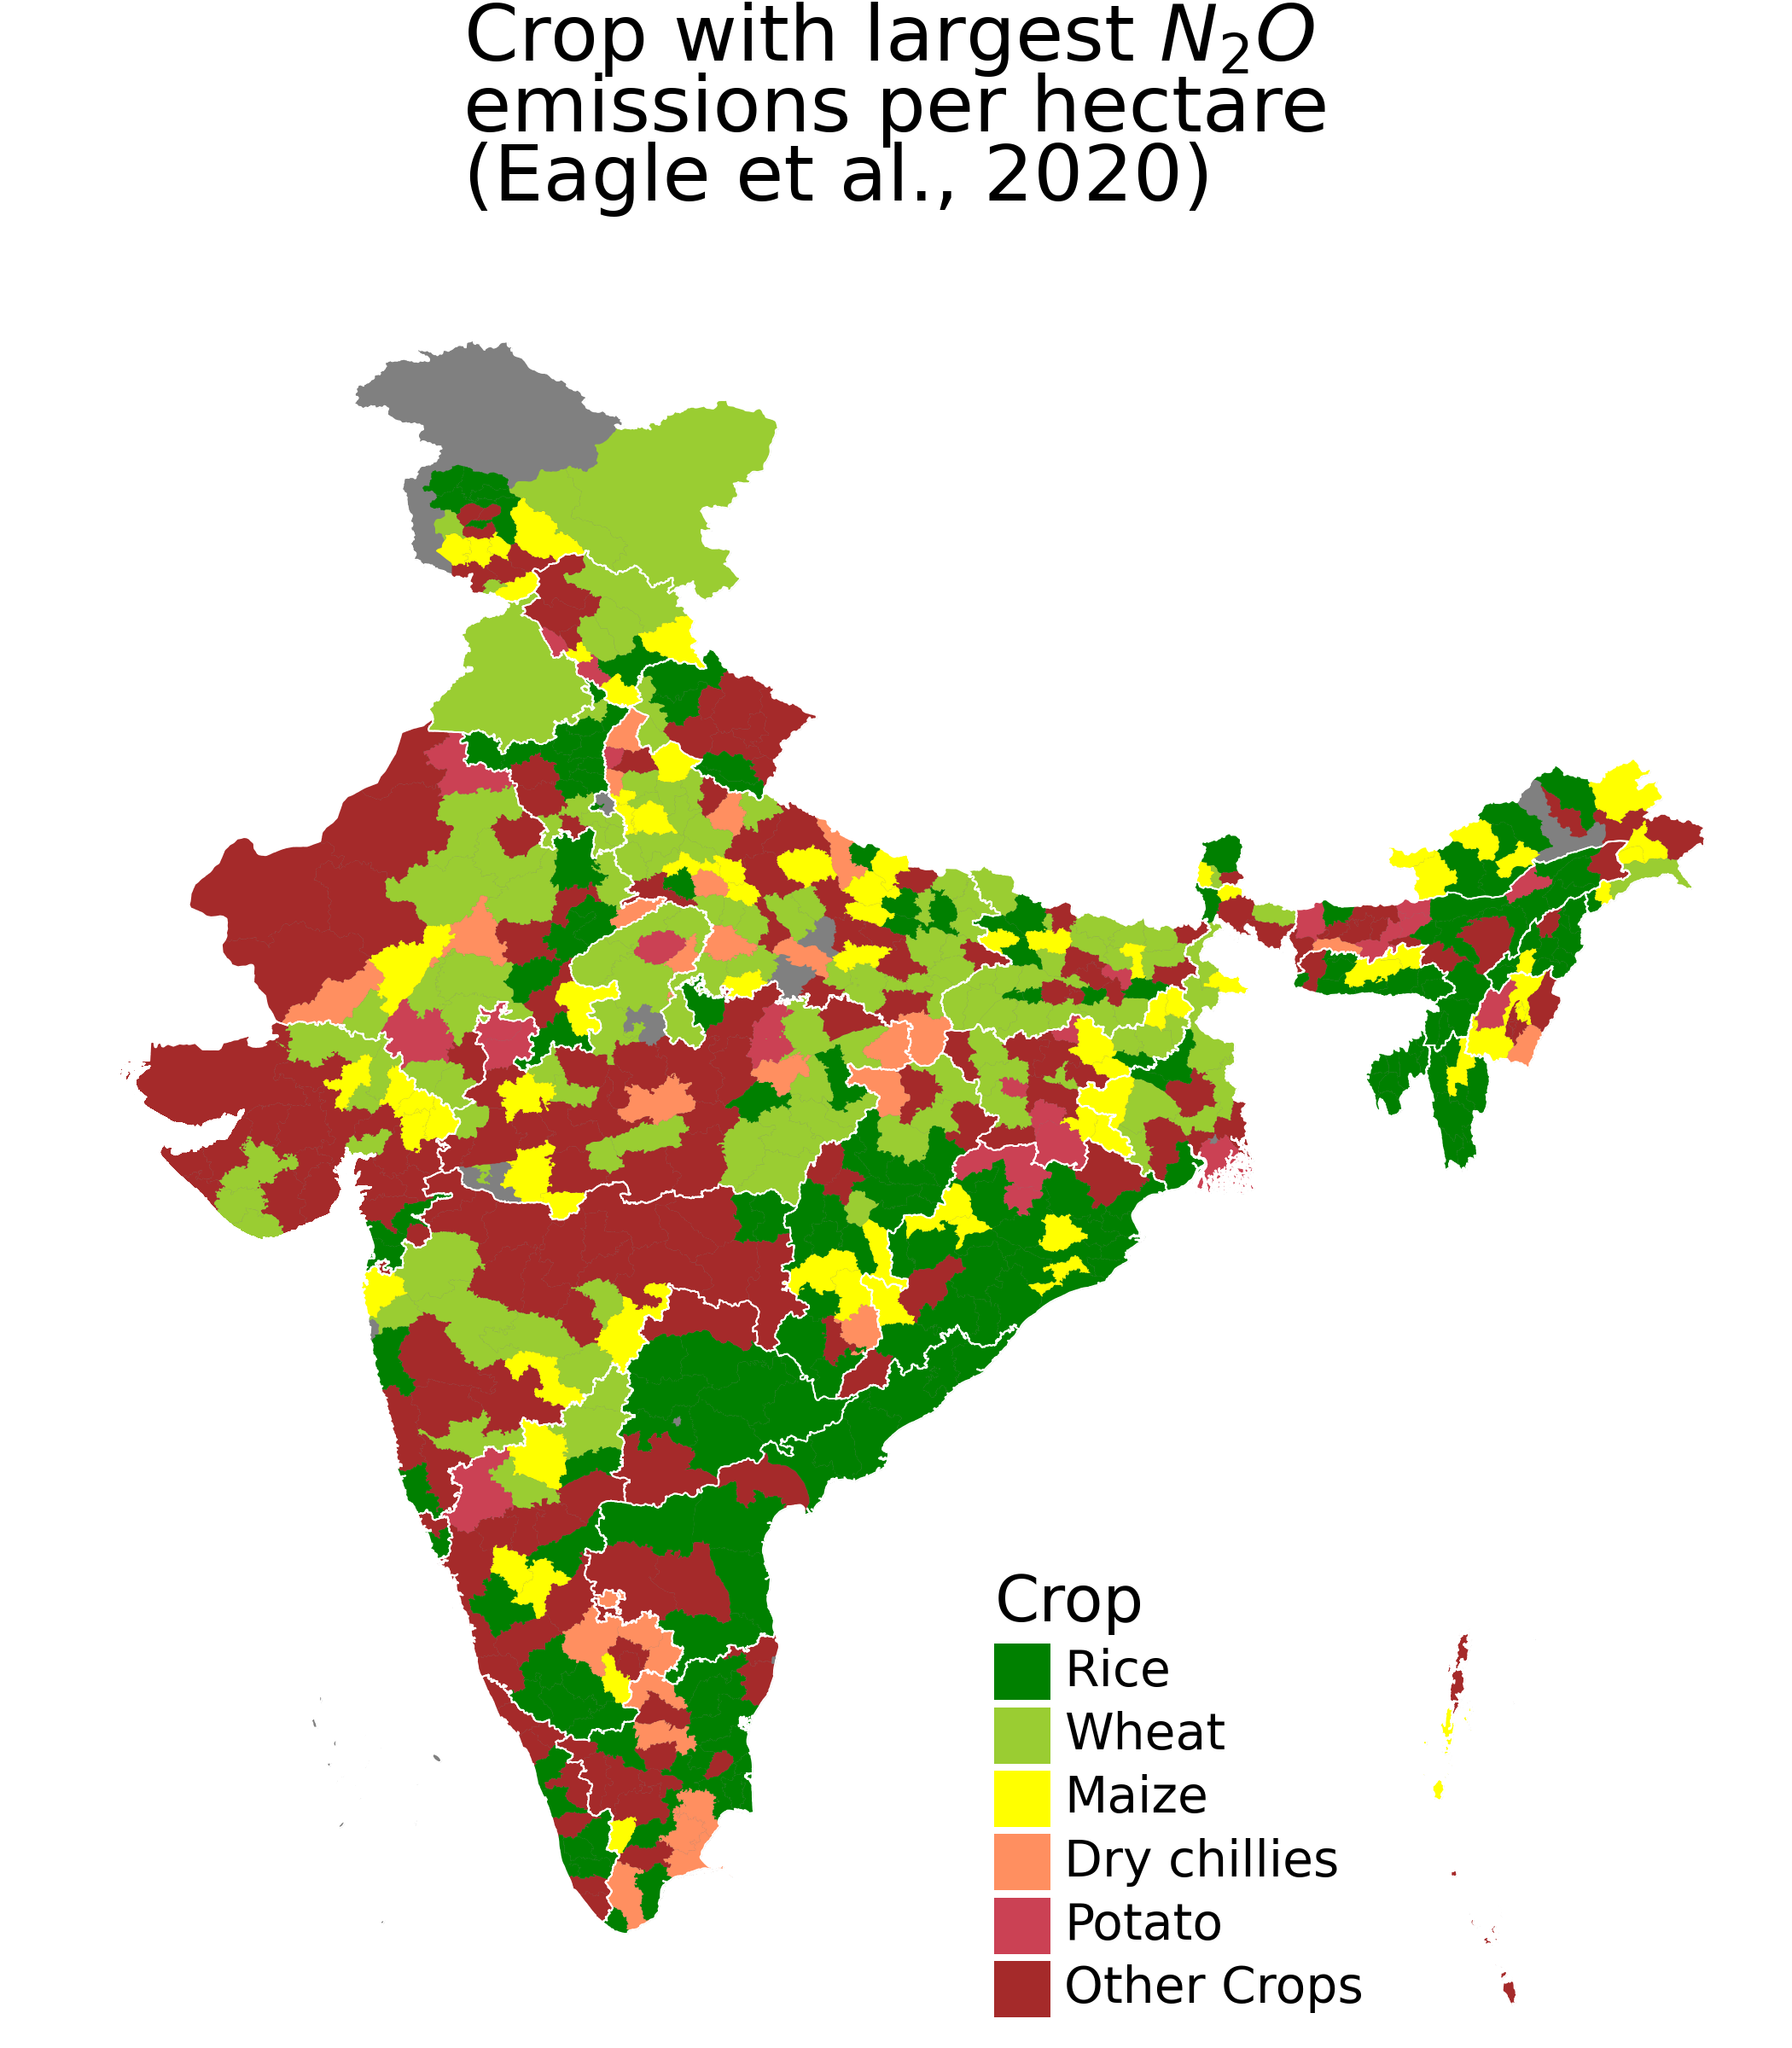 Crop with largest N₂O
emissions per hectare
(Eagle et al., 2020)
Crop
Rice
Wheat
Maize
Dry chillies
Potato
Other Crops